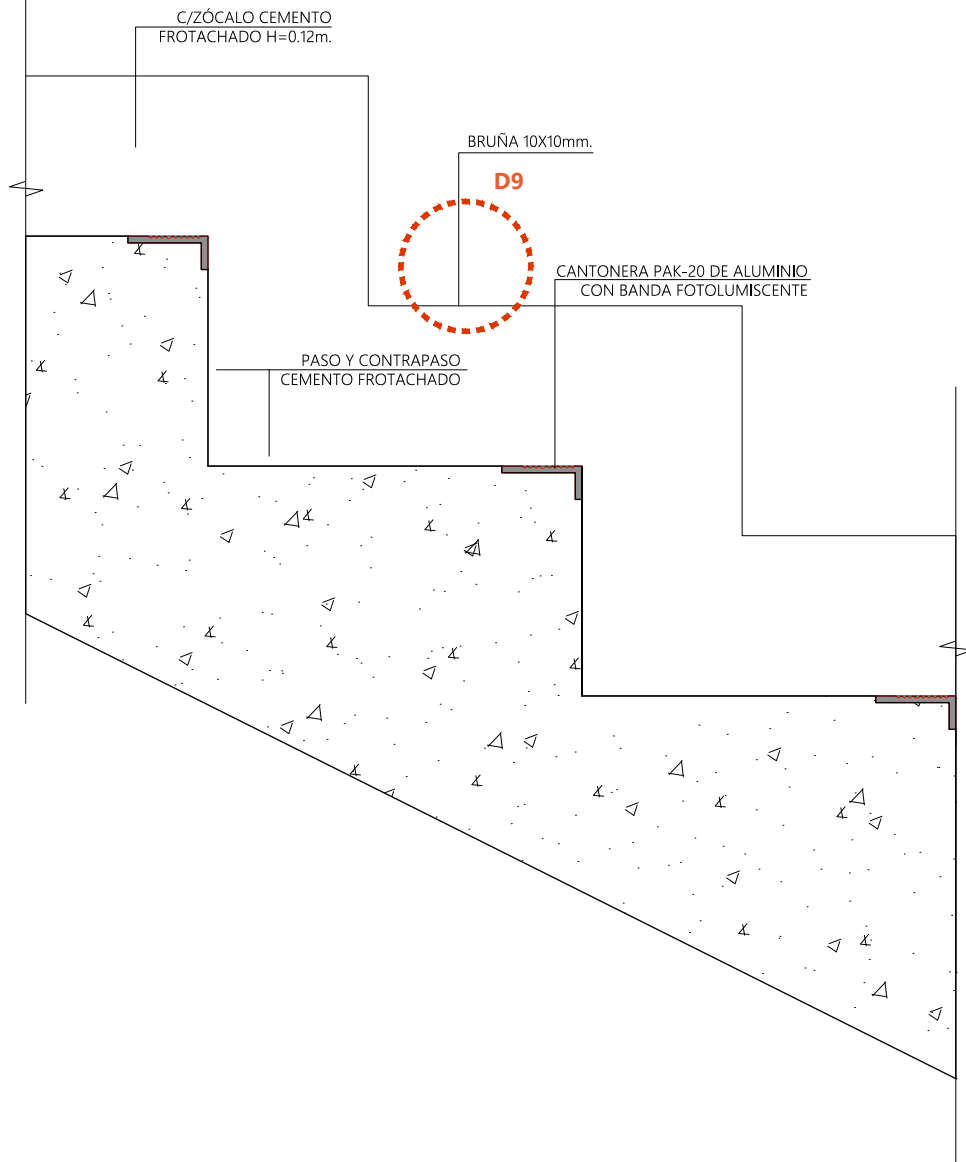 C/ZÓCALO CEMENTO
FROTACHADO H=0.12m.
BRUÑA 10X10mm.
D9
CANTONERA PAK-20 DE ALUMINIO
CON BANDA FOTOLUMISCENTE
PASO Y CONTRAPASO
CEMENTO FROTACHADO